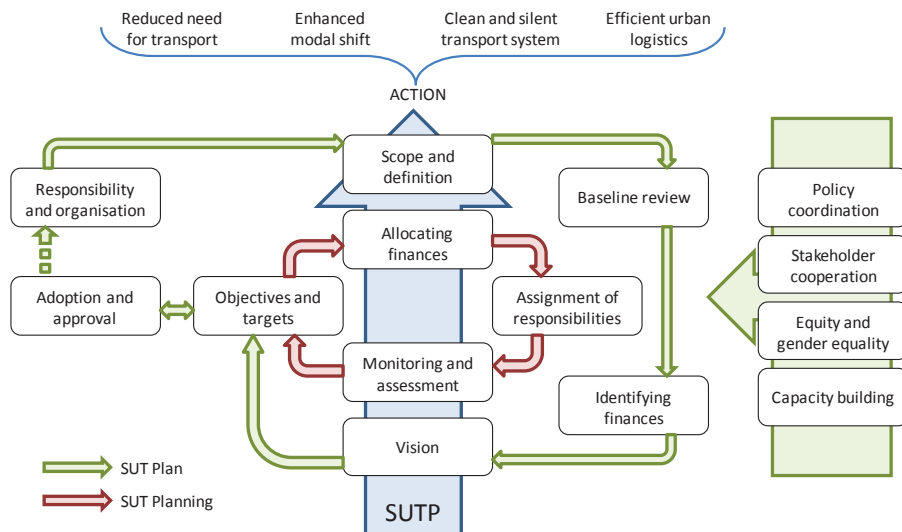 Reduced need
for transport
Enhanced
modal shift
Clean and silent
transport system
Efficient urban
logistics
ACTION
Scope and
definition
Responsibility
and organisation
Baseline review
Policy
coordination
Allocating
finances
Stakeholder
cooperation
Adoption and
approval
Objectives and
targets
Assignment of
responsibilities
Equity and
gender equality
Monitoring and
assessment
Identifying
finances
Capacity building
Vision
SUT Plan
SUT Planning
SUTP